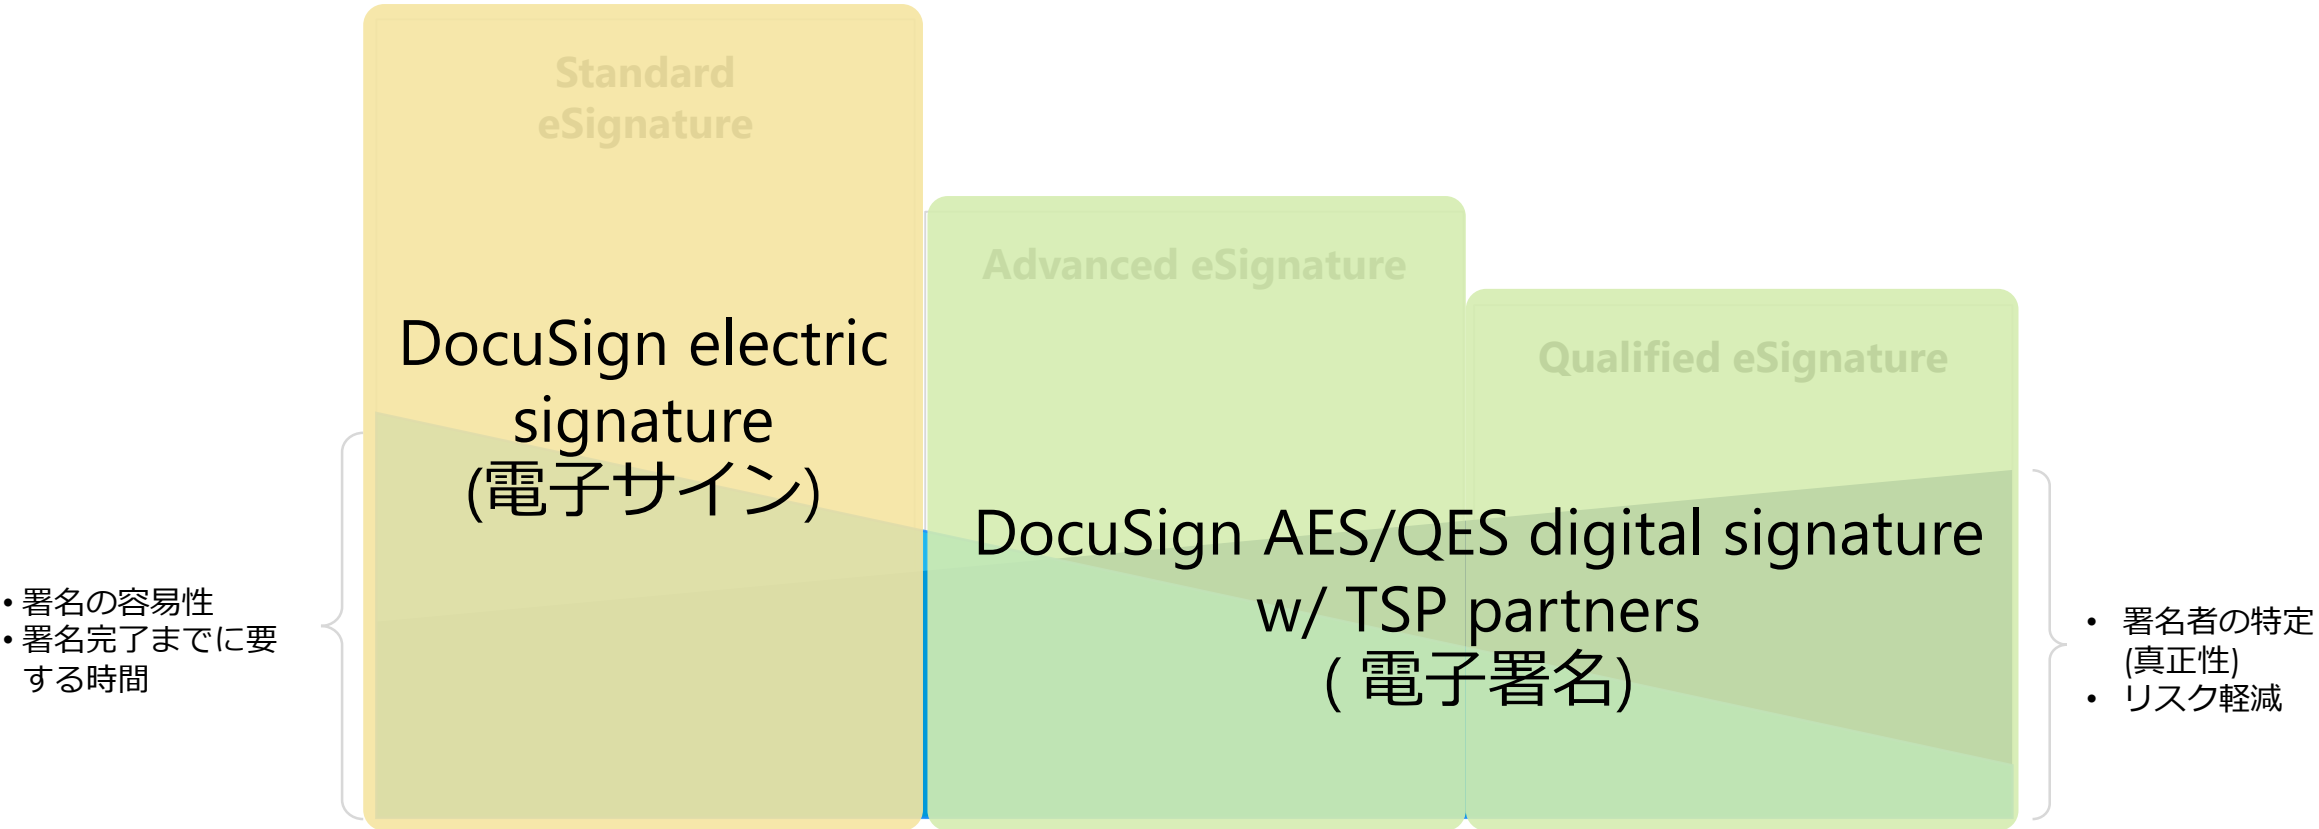 Standard
eSignature
Advanced eSignature
Qualified eSignature
DocuSign electric
signature
(電子サイン)
DocuSign AES/QES digital signature
w/ TSP partners
( 電子署名)
• 署名の容易性
• 署名完了までに要
する時間
• 署名者の特定
(真正性)
• リスク軽減